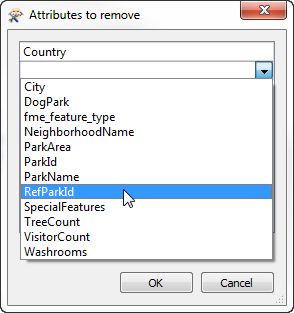 Attributes to remove
Country
City
DogPark
fme_feature_type
NeighborhoodName
ParkArea
ParkId
ParkName
RefParkId
SpecialFeatures
TreeCount
VisitorCount
Washrooms
OK Cancel